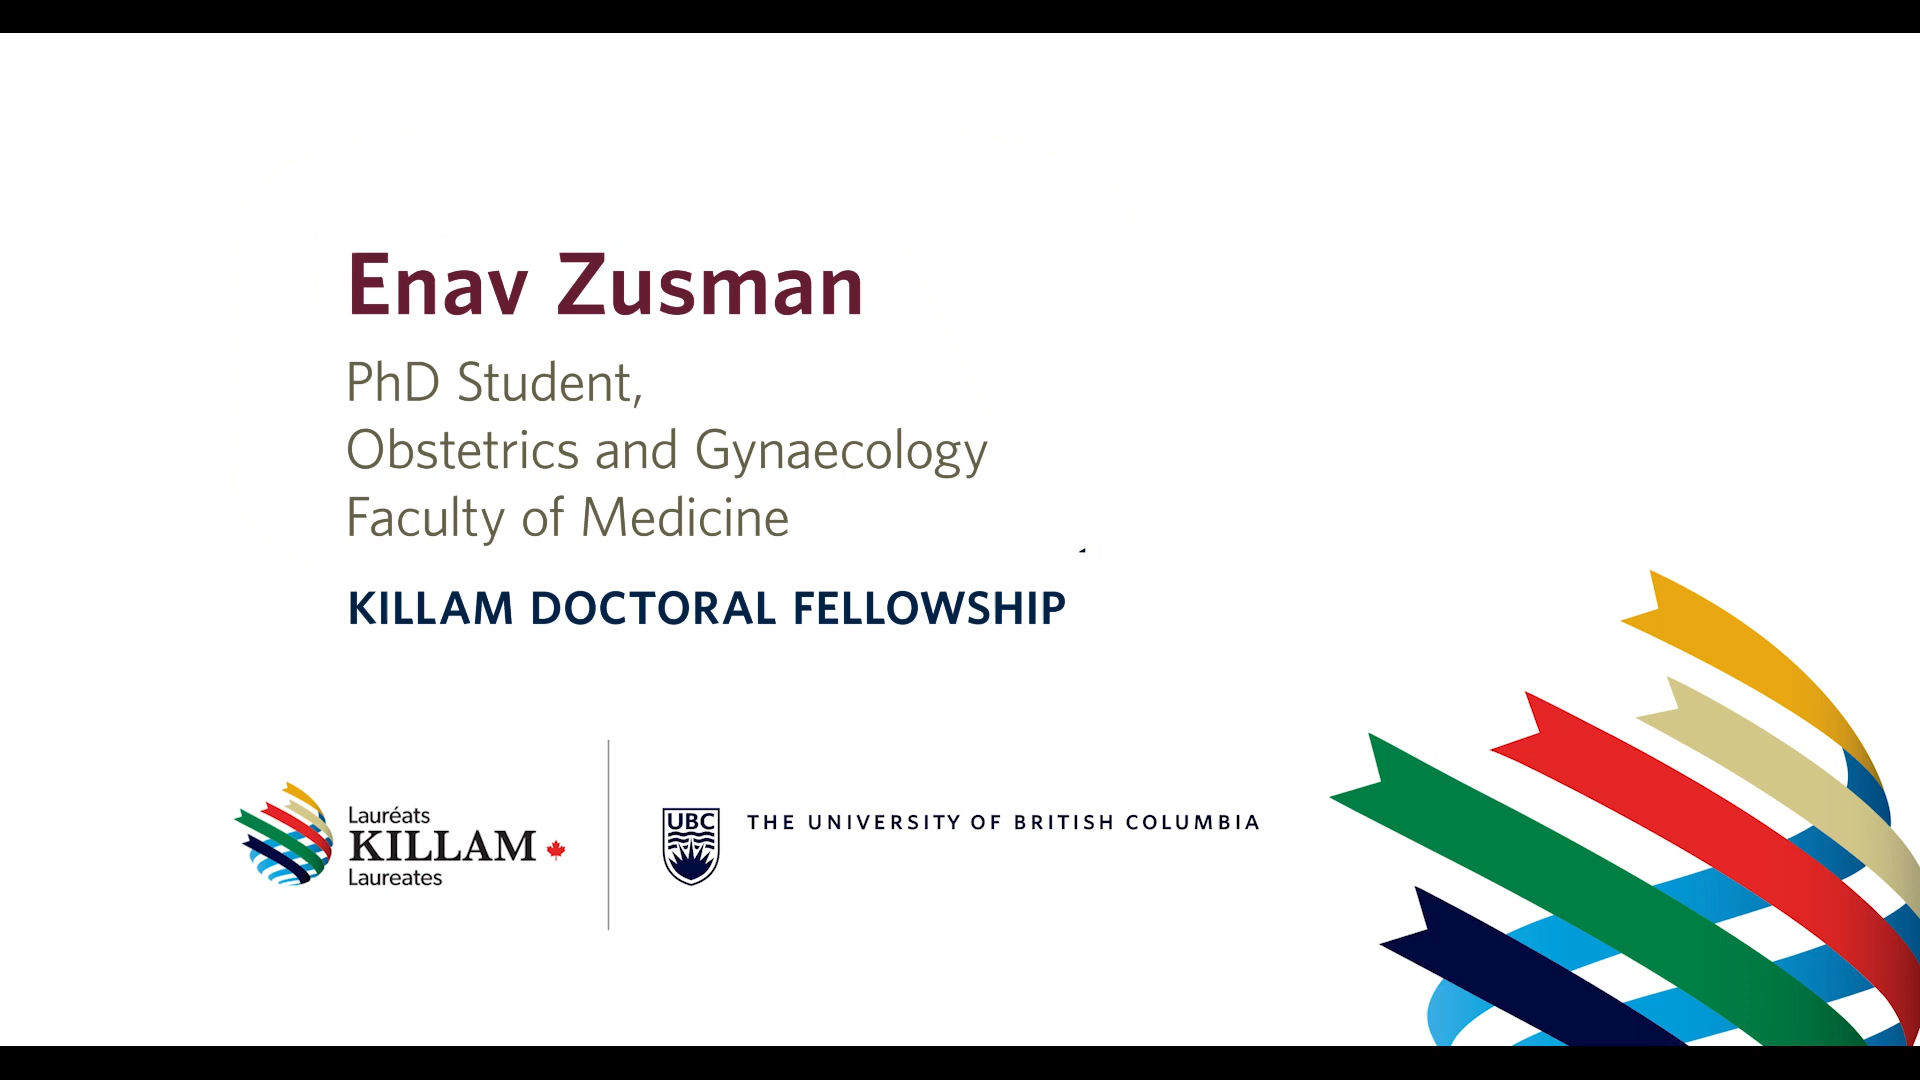 Enav Zusman
PhD Student,
Obstetrics and Gynaecology
Faculty of Medicine
KILLAM DOCTORAL FELLOWSHIP
Lauréats
KILLAM
Laureates
UBC
THE UNIVERSITY OF BRITISH COLUMBIA